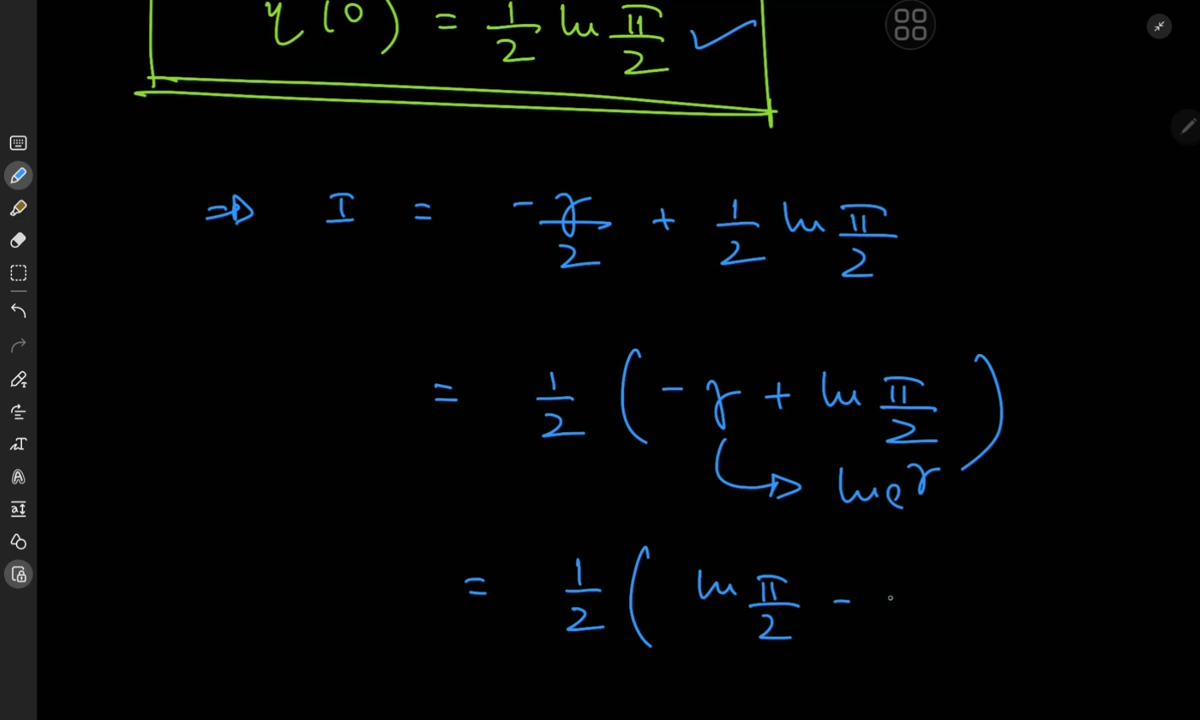 η'(0) = 1/2 ln π/2 ✓
⇒ I = -γ/2 + 1/2 ln π/2
= 1/2 ( -γ + ln π/2 )
→ ln e^γ
= 1/2 ( ln π/2 -